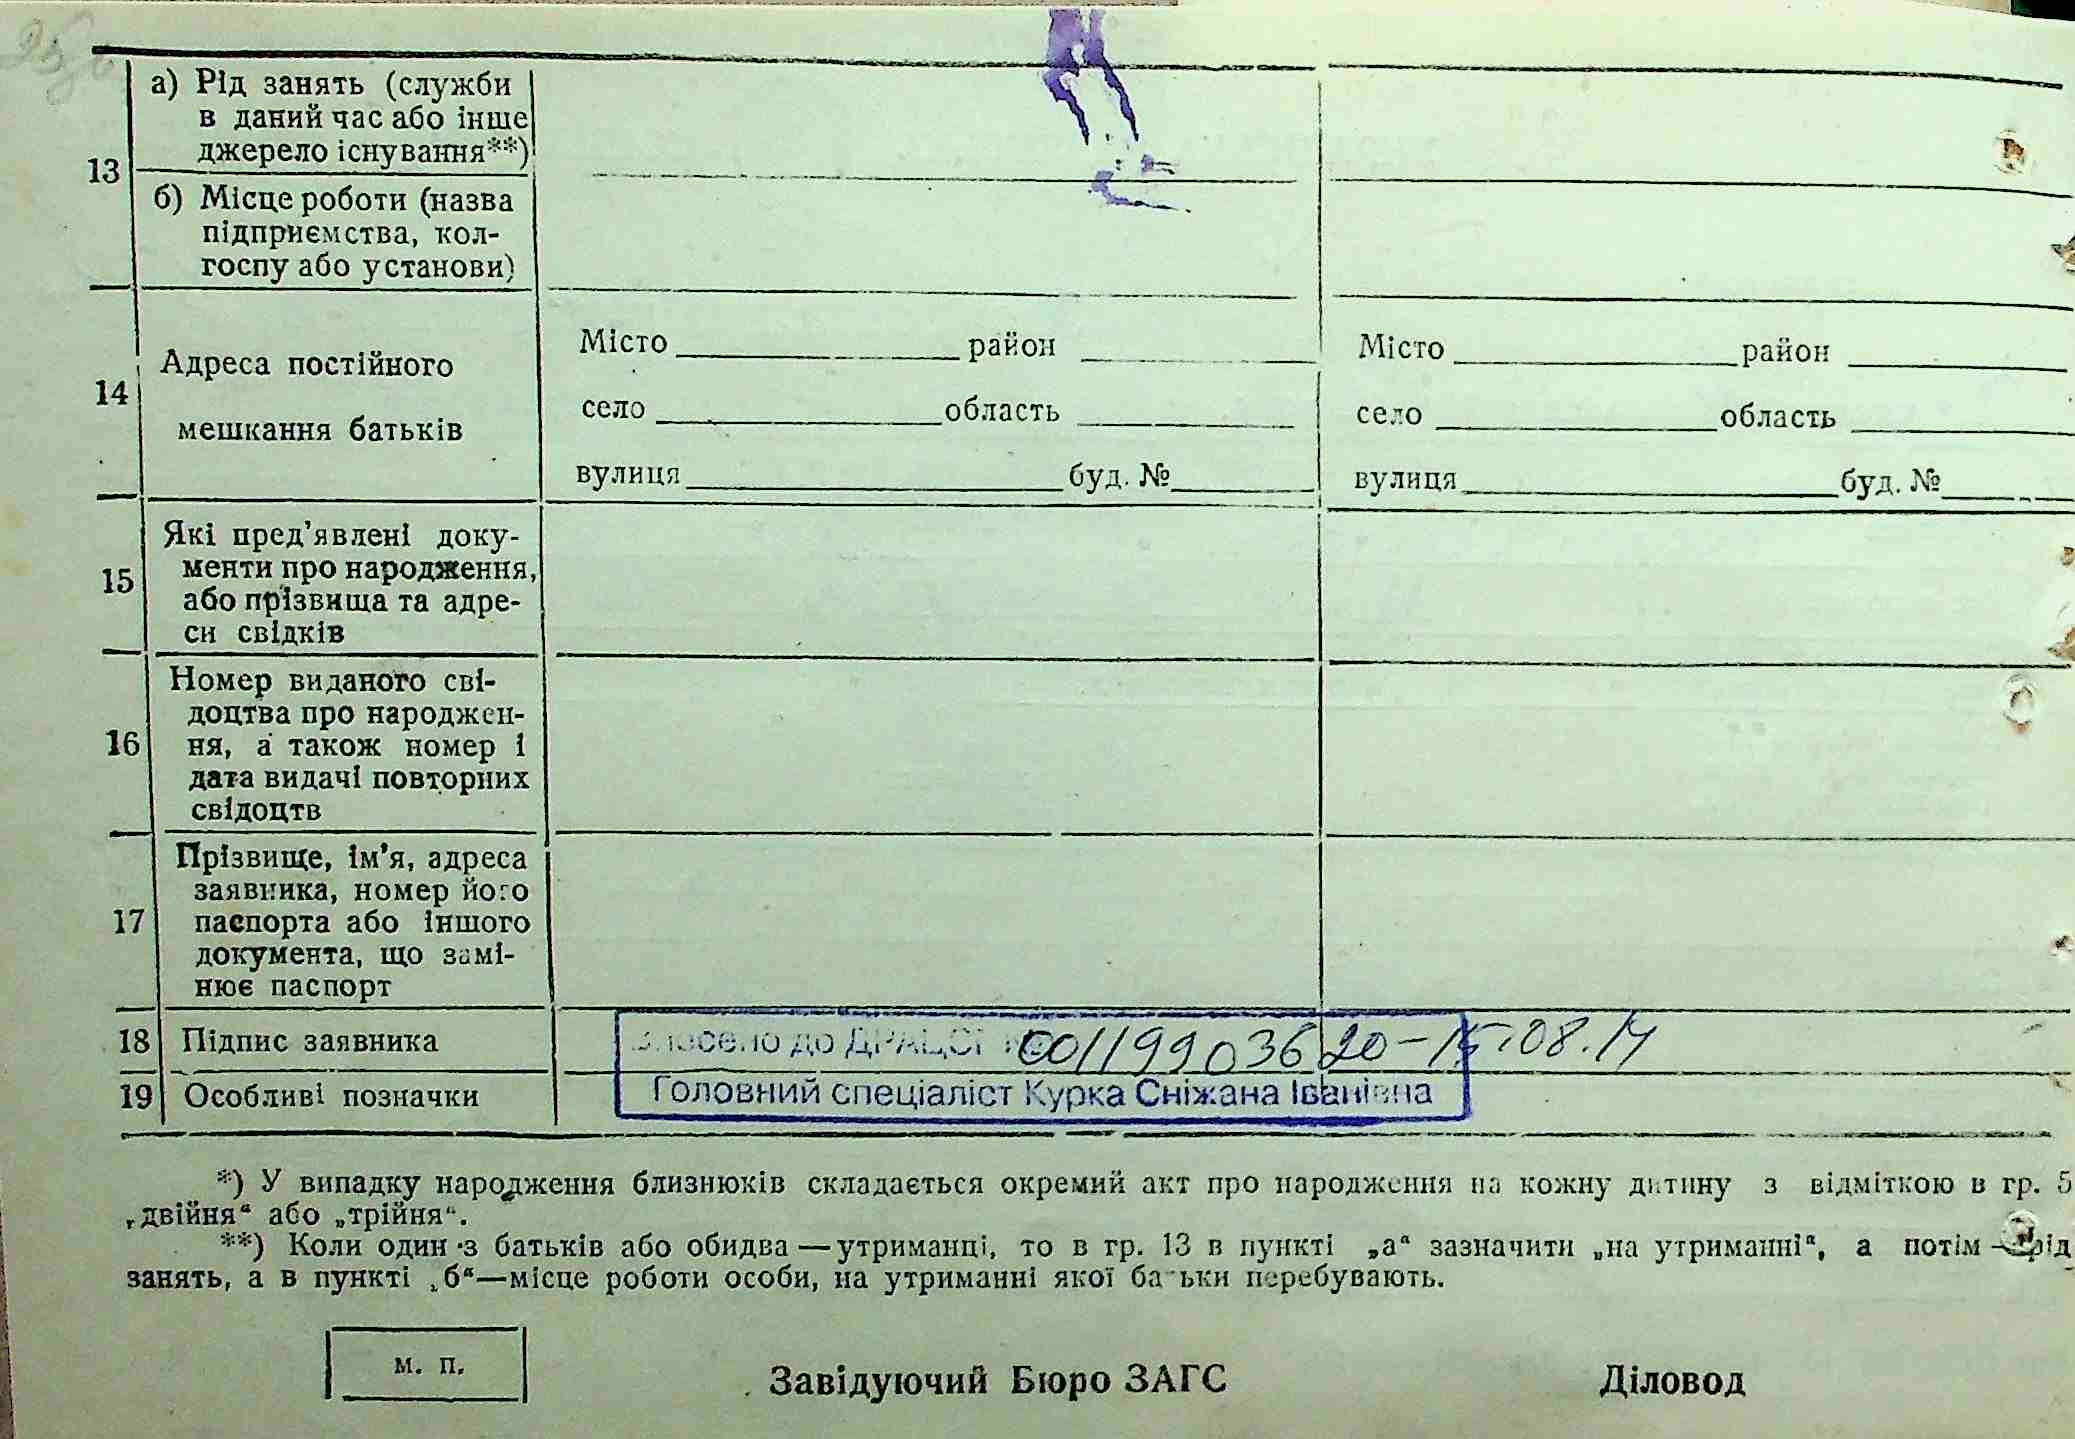 а) Рід занять (служби
в даний час або інше
джерело існування**)
13
б) Місце роботи (назва
підприємства, кол-
госпу або установи)
Місто район Місто район
14 Адреса постійного
село область село область
мешкання батьків
вулиця буд. № вулиця буд. №
Які пред'явлені доку-
менти про народження,
15
або прізвища та адре-
си свідків
Номер виданого сві-
доцтва про народжен-
16 ня, а також номер і
дата видачі повторних
свідоцтв
Прізвище, ім'я, адреса
заявника, номер його
17 паспорта або іншого
документа, що замі-
нює паспорт
18 Підпис заявника Внесено до ДРАЦСГ № 00119903620-15.08.14
19 Особливі позначки Головний спеціаліст Курка Сніжана Іванівна
*) У випадку народження близнюків складається окремий акт про народження на кожну дитину з відміткою в гр. 5
„двійня“ або „трійня“.
**) Коли один з батьків або обидва — утриманці, то в гр. 13 в пункті „а“ зазначити „на утриманні“, а потім — рід
занять, а в пункті „б“—місце роботи особи, на утриманні якої батьки перебувають.
м. п.
Завідуючий Бюро ЗАГС Діловод